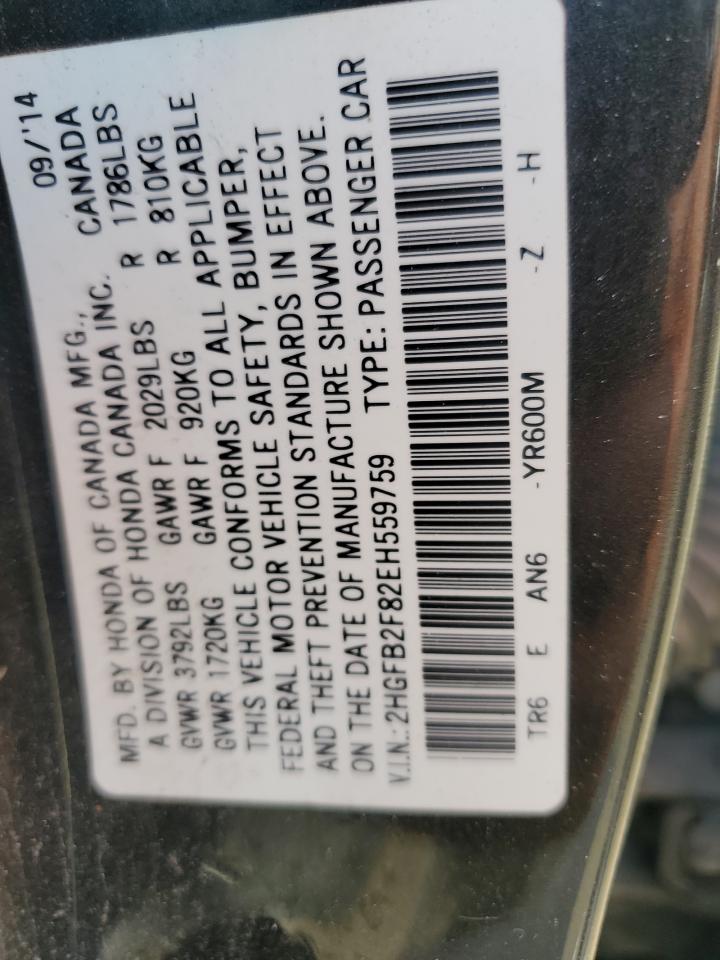 MFD. BY HONDA OF CANADA MFG., 09/'14
A DIVISION OF HONDA CANADA INC. CANADA
GVWR 3792LBS GAWR F 2029LBS R 1786LBS
GVWR 1720KG GAWR F 920KG R 810KG
THIS VEHICLE CONFORMS TO ALL APPLICABLE
FEDERAL MOTOR VEHICLE SAFETY, BUMPER,
AND THEFT PREVENTION STANDARDS IN EFFECT
ON THE DATE OF MANUFACTURE SHOWN ABOVE.
V.I.N.: 2HGFB2F82EH559759 TYPE: PASSENGER CAR
TR6 E AN6 -YR600M -Z -H